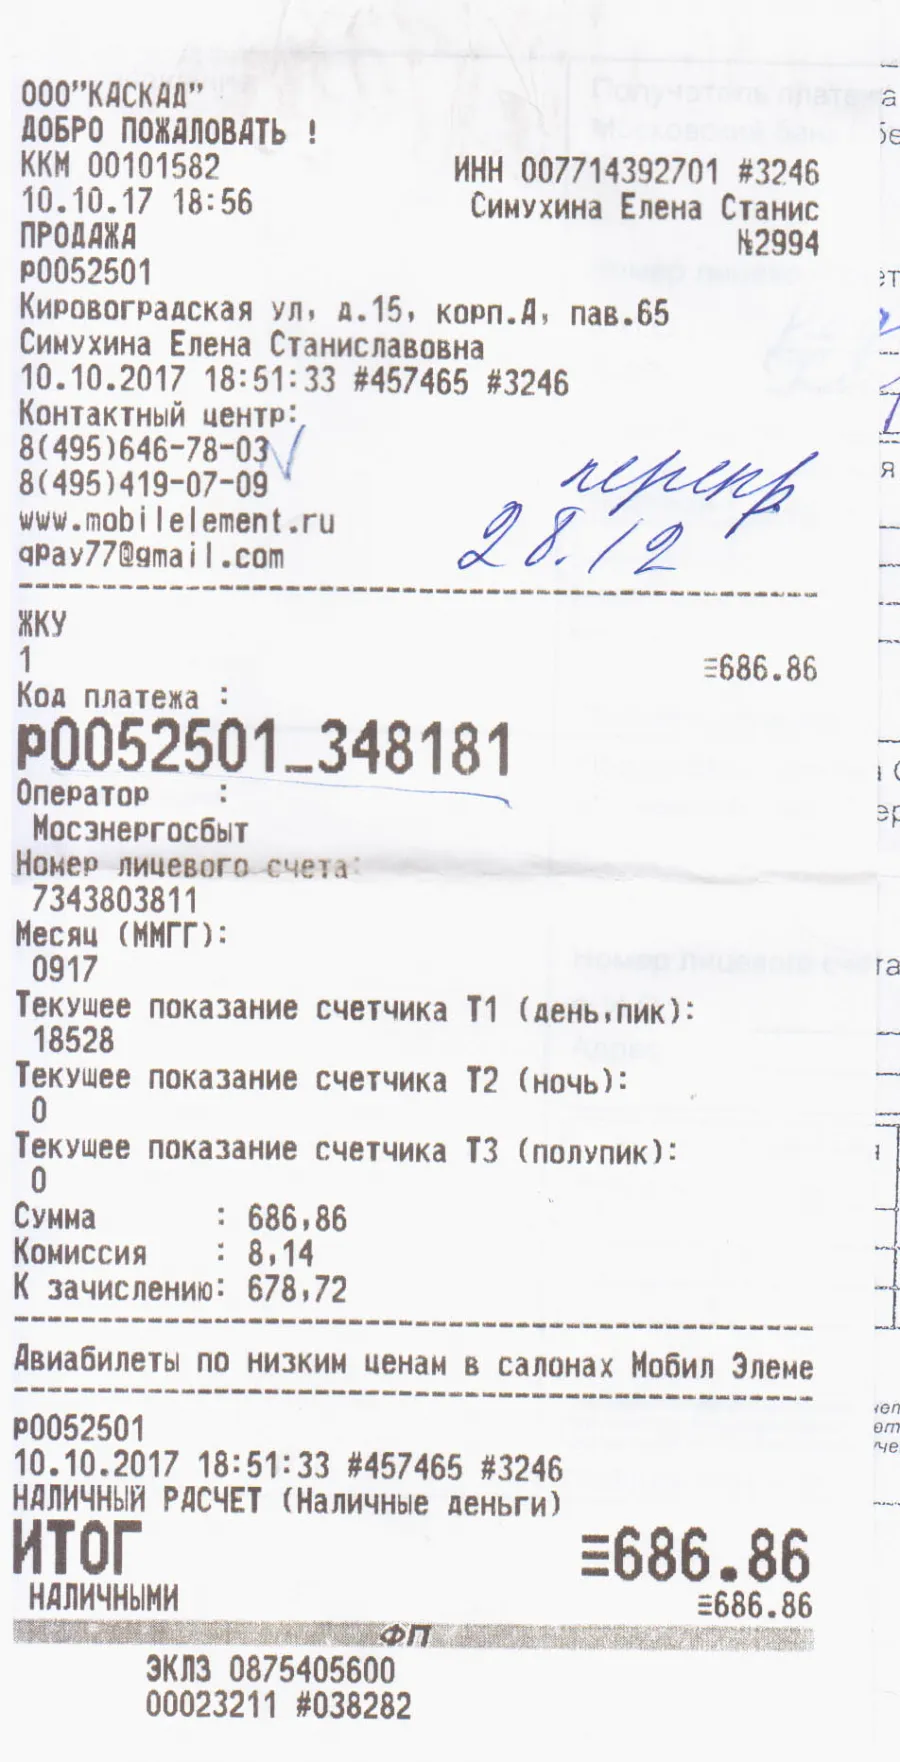 ООО"КАСКАД"
ДОБРО ПОЖАЛОВАТЬ !
ККМ 00101582 ИНН 007714392701 #3246
10.10.17 18:56 Симухина Елена Станис
ПРОДАЖА №2994
р0052501
Кировоградская ул, д.15, корп.А, пав.65
Симухина Елена Станиславовна
10.10.2017 18:51:33 #457465 #3246
Контактный центр:
8(495)646-78-03
8(495)419-07-09
перепр
28.12
www.mobilelement.ru
qpay77@gmail.com
ЖКУ
1 ≡686.86
Код платежа :
р0052501_348181
Оператор :
Мосэнергосбыт
Номер лицевого счета:
7343803811
Месяц (ММГГ):
0917
Текущее показание счетчика Т1 (день,пик):
18528
Текущее показание счетчика Т2 (ночь):
0
Текущее показание счетчика Т3 (полупик):
0
Сумма : 686,86
Комиссия : 8,14
К зачислению: 678,72
Авиабилеты по низким ценам в салонах Мобил Элеме
р0052501
10.10.2017 18:51:33 #457465 #3246
НАЛИЧНЫЙ РАСЧЕТ (Наличные деньги)
ИТОГ ≡686.86
НАЛИЧНЫМИ ≡686.86
ФП
ЭКЛЗ 0875405600
00023211 #038282